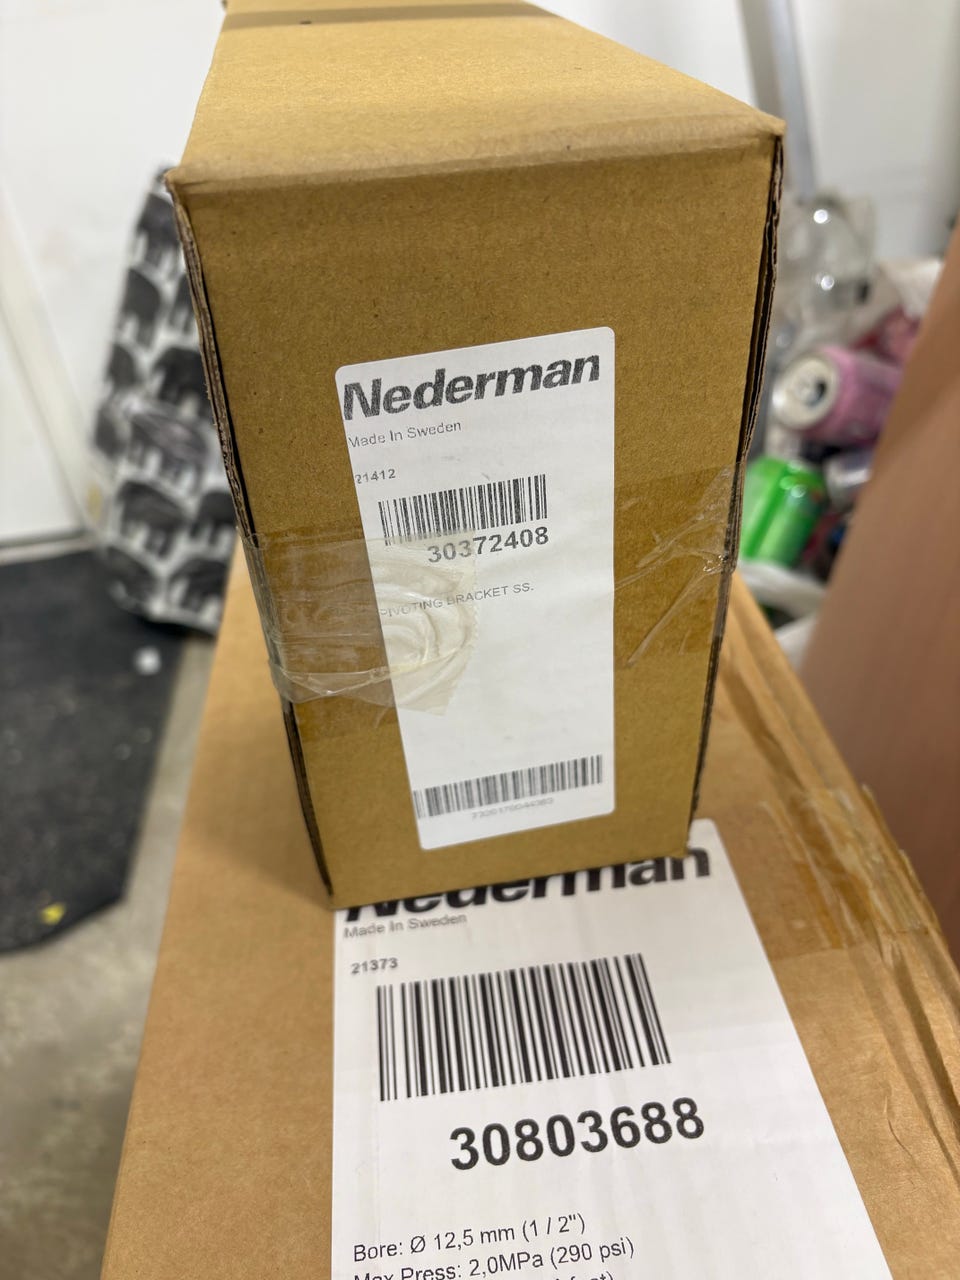 Nederman
Made In Sweden
21412
30372408
PIVOTING BRACKET SS.
Nederman
Made In Sweden
21373
30803688
Bore: Ø 12,5 mm (1 / 2")
Max Press: 2,0MPa (290 psi)